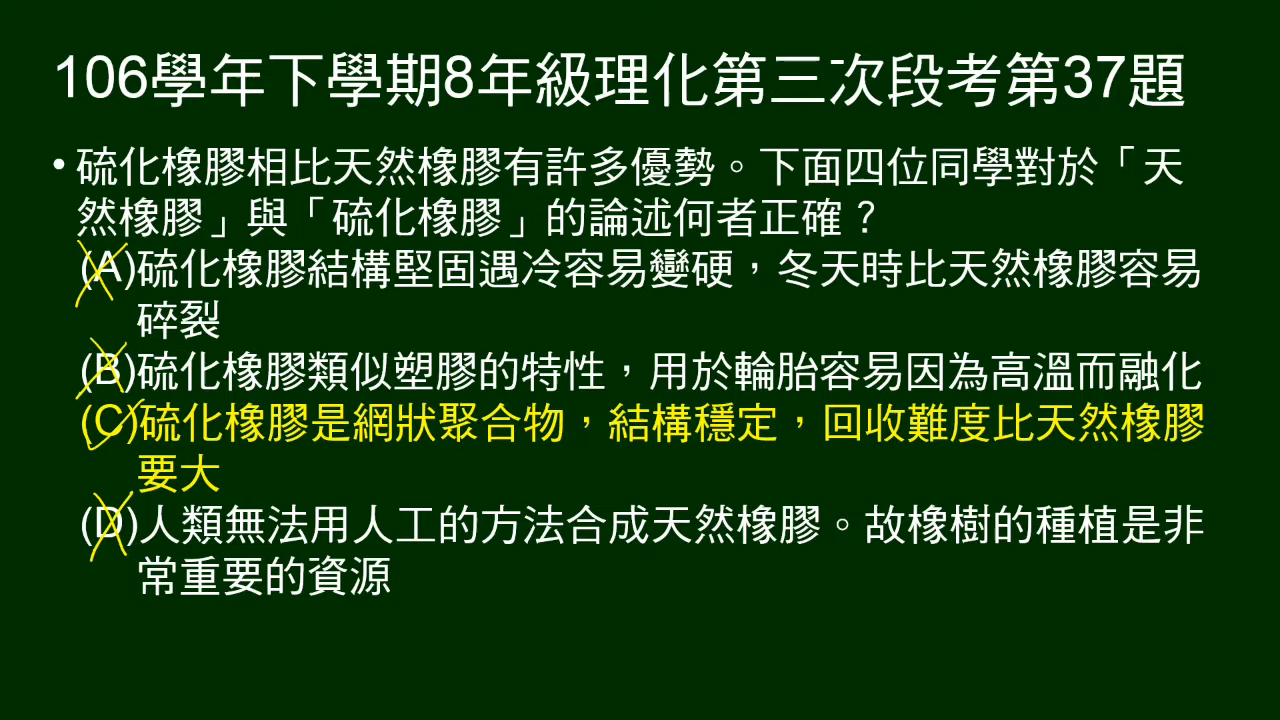 106學年下學期8年級理化第三次段考第37題
• 硫化橡膠相比天然橡膠有許多優勢。下面四位同學對於「天
然橡膠」與「硫化橡膠」的論述何者正確？
(A)硫化橡膠結構堅固遇冷容易變硬，冬天時比天然橡膠容易
碎裂
(B)硫化橡膠類似塑膠的特性，用於輪胎容易因為高溫而融化
(C)硫化橡膠是網狀聚合物，結構穩定，回收難度比天然橡膠
要大
(D)人類無法用人工的方法合成天然橡膠。故橡樹的種植是非
常重要的資源